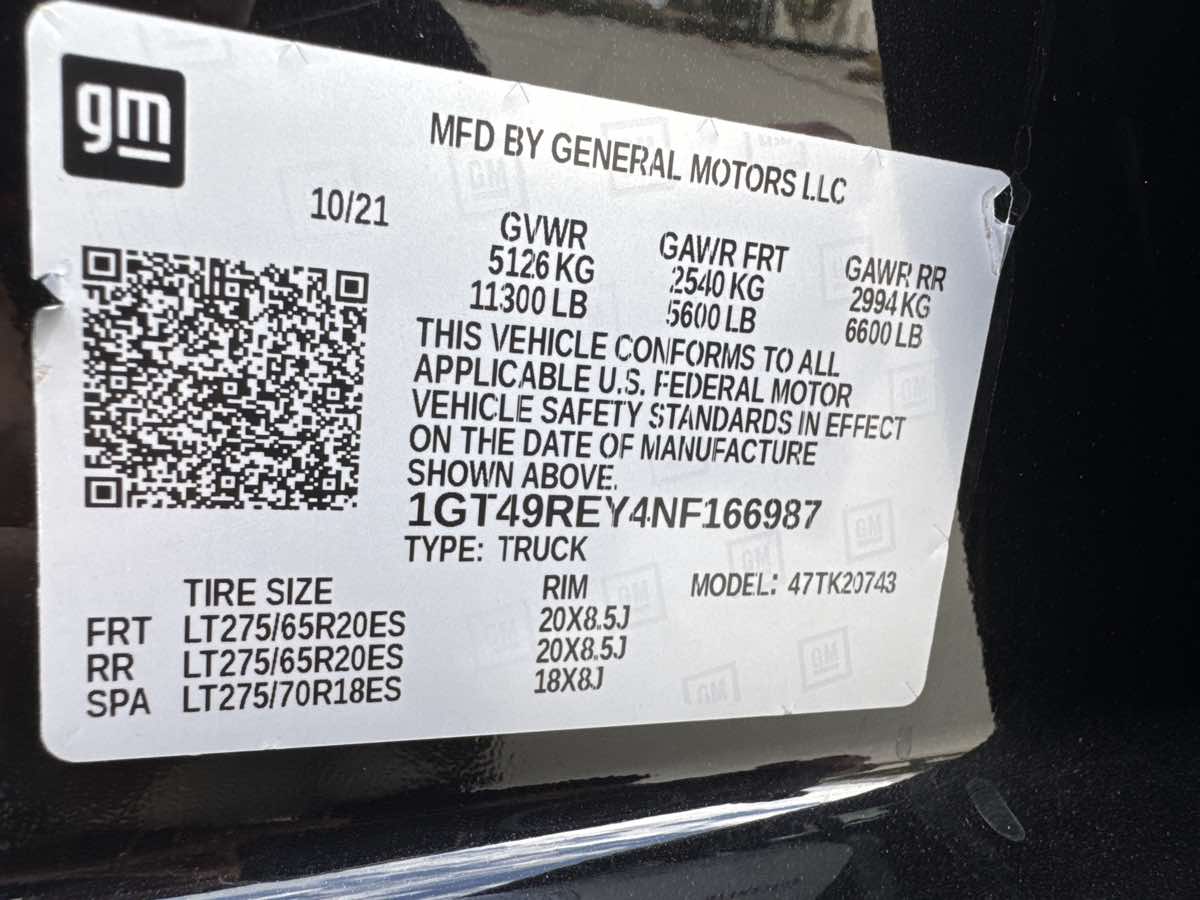 gm
MFD BY GENERAL MOTORS LLC
10/21
GVWR GAWR FRT GAWR RR
5126 KG 2540 KG 2994 KG
11300 LB 5600 LB 6600 LB
THIS VEHICLE CONFORMS TO ALL
APPLICABLE U.S. FEDERAL MOTOR
VEHICLE SAFETY STANDARDS IN EFFECT
ON THE DATE OF MANUFACTURE
SHOWN ABOVE.
1GT49REY4NF166987
TYPE: TRUCK
TIRE SIZE RIM MODEL: 47TK20743
FRT LT275/65R20ES 20X8.5J
RR LT275/65R20ES 20X8.5J
SPA LT275/70R18ES 18X8J